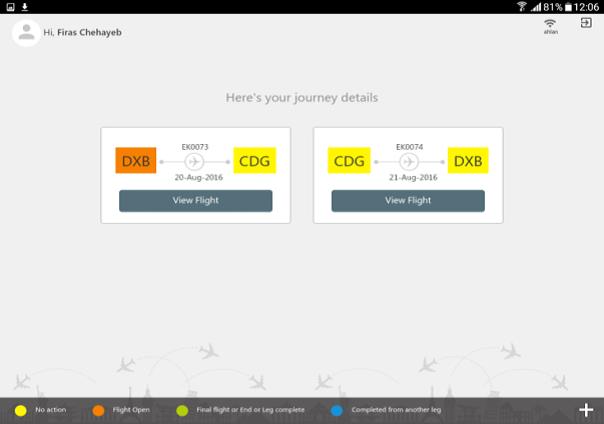 81% 12:06
Hi, Firas Chehayeb
ahlan
Here's your journey details
EK0073
DXB CDG
20-Aug-2016
View Flight
EK0074
CDG DXB
21-Aug-2016
View Flight
No action Flight Open Final flight or End or Leg complete Completed from another leg